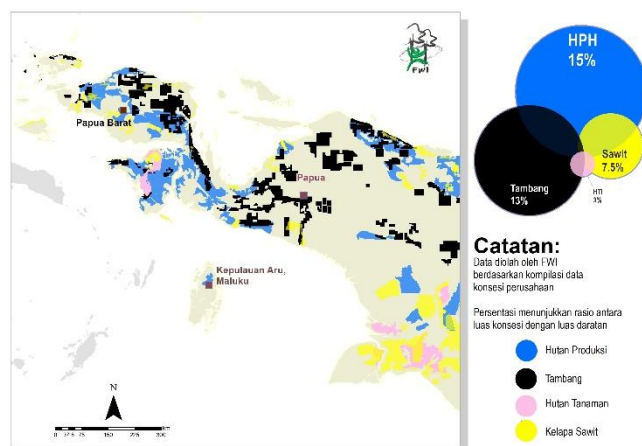 FWI
Papua Barat
Papua
Kepulauan Aru,
Maluku
N
HPH
15%
Sawit
7.5%
Tambang
13%
HTI
Catatan:
Data diolah oleh FWI
berdasarkan kompilasi data
konsesi perusahaan
Persentasi menunjukkan rasio antara
luas konsesi dengan luas daratan
Hutan Produksi
Tambang
Hutan Tanaman
Kelapa Sawit